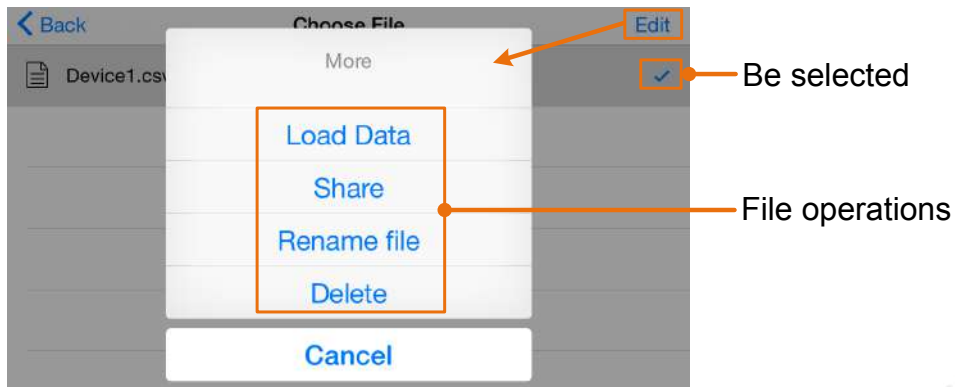 Back
Choose File
Edit
More
Device1.csv
Be selected
Load Data
Share
File operations
Rename file
Delete
Cancel